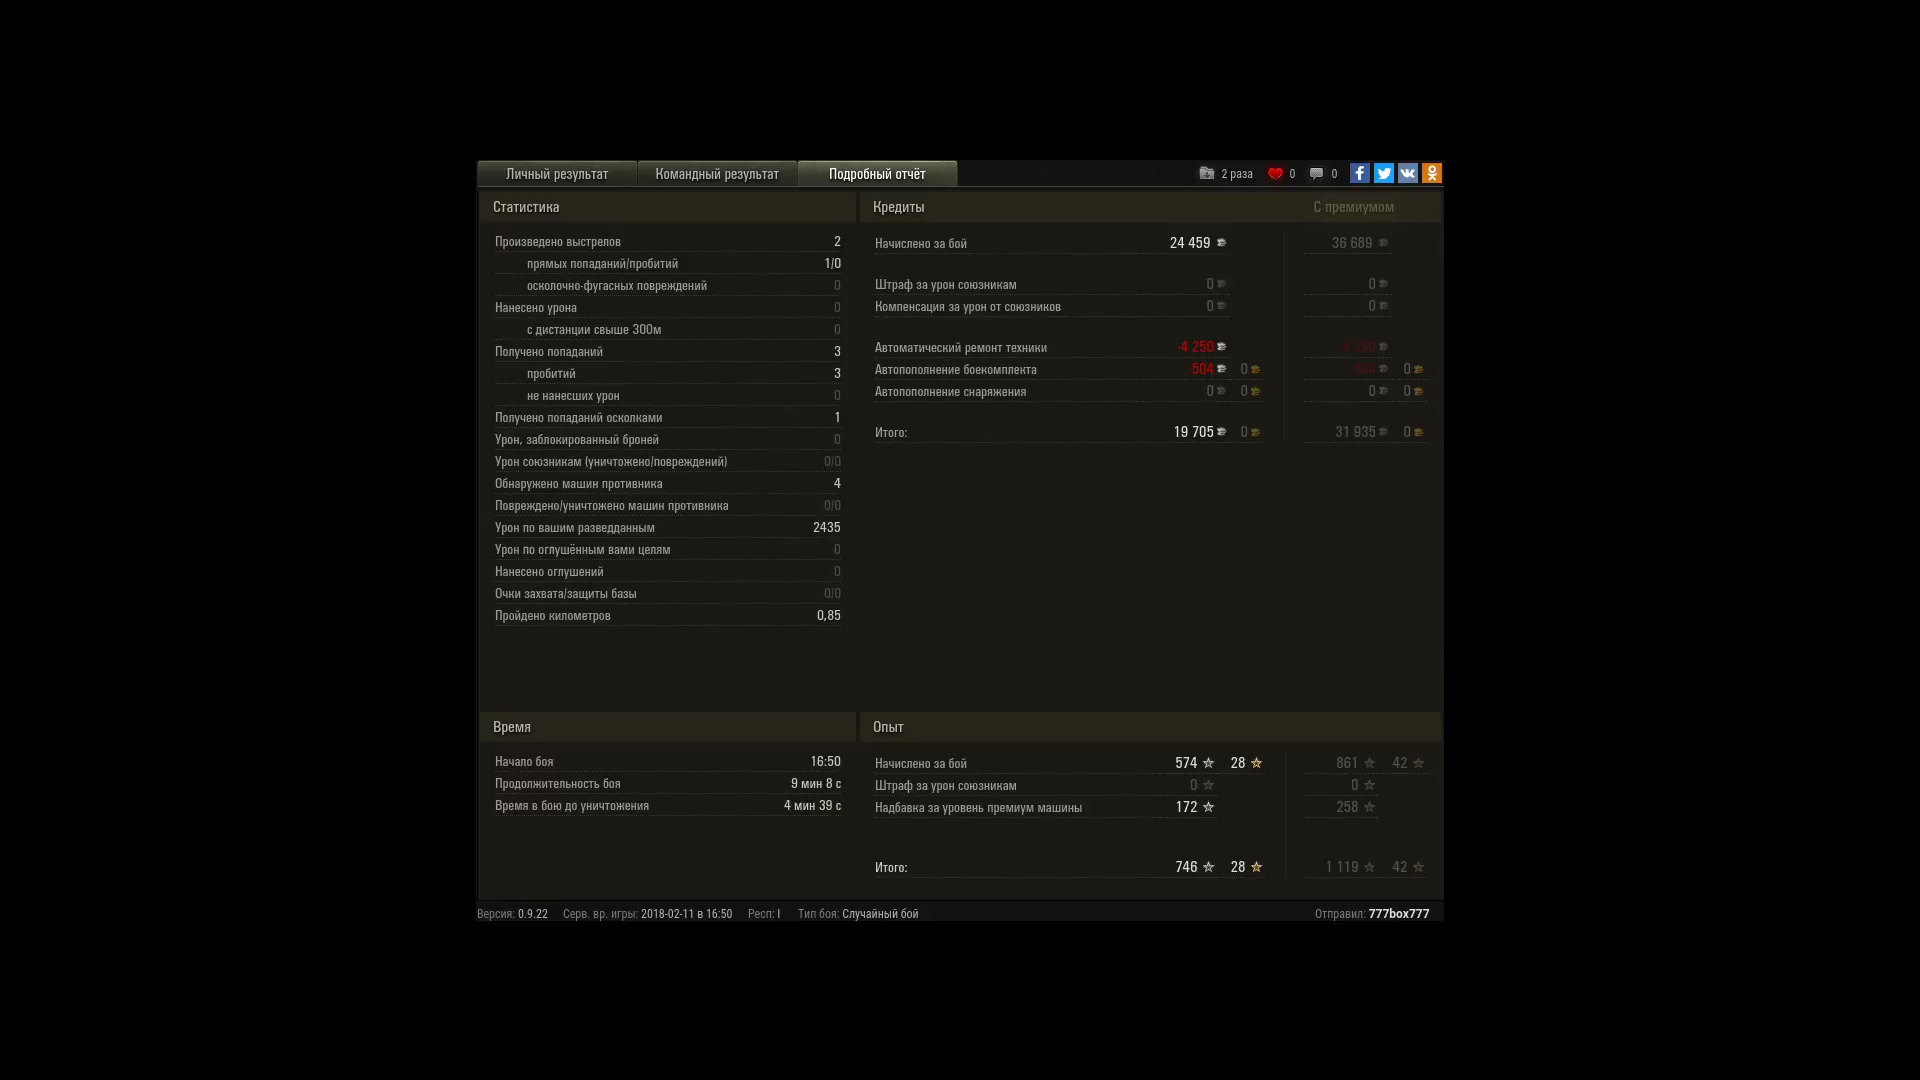 Личный результат Командный результат Подробный отчёт 2 раза 0 0
Статистика
Произведено выстрелов 2
прямых попаданий/пробитий 1/0
осколочно-фугасных повреждений 0
Нанесено урона 0
с дистанции свыше 300м 0
Получено попаданий 3
пробитий 3
не нанесших урон 0
Получено попаданий осколками 1
Урон, заблокированный броней 0
Урон союзникам (уничтожено/повреждений) 0/0
Обнаружено машин противника 4
Повреждено/уничтожено машин противника 0/0
Урон по вашим разведданным 2435
Урон по оглушённым вами целям 0
Нанесено оглушений 0
Очки захвата/защиты базы 0/0
Пройдено километров 0,85
Кредиты С премиумом
Начислено за бой 24 459 36 689
Штраф за урон союзникам 0 0
Компенсация за урон от союзников 0 0
Автоматический ремонт техники -4 250 -4 250
Автопополнение боекомплекта -504 0 -504 0
Автопополнение снаряжения 0 0 0 0
Итого: 19 705 0 31 935 0
Время
Начало боя 16:50
Продолжительность боя 9 мин 8 с
Время в бою до уничтожения 4 мин 39 с
Опыт
Начислено за бой 574 28 861 42
Штраф за урон союзникам 0 0
Надбавка за уровень премиум машины 172 258
Итого: 746 28 1 119 42
Версия: 0.9.22 Серв. вр. игры: 2018-02-11 в 16:50 Респ: I Тип боя: Случайный бой Отправил: 777box777